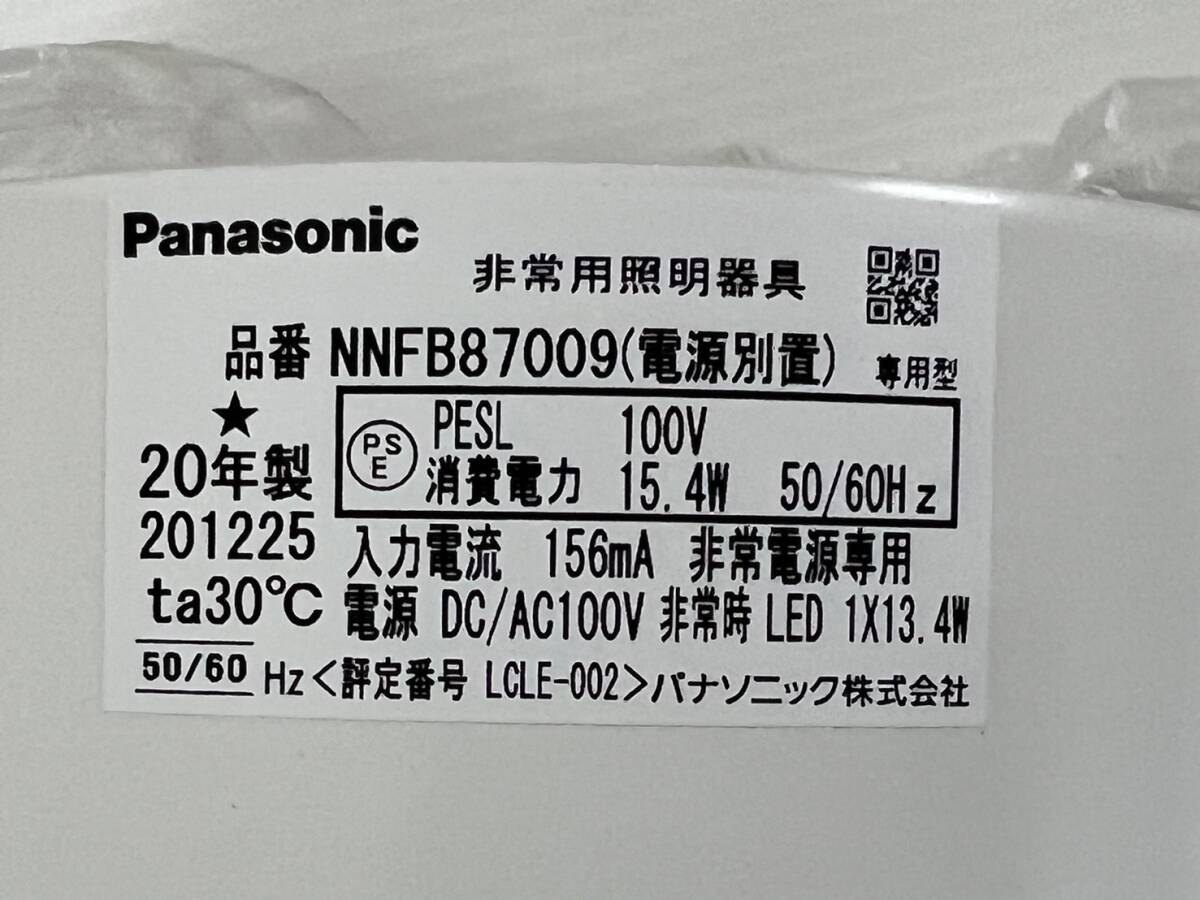 Panasonic
非常用照明器具
品番 NNFB87009(電源別置) 専用型
★
20年製
201225
ta30℃
50/60 Hz
PSE PESL 100V
消費電力 15.4W 50/60Hz
入力電流 156mA 非常電源専用
電源 DC/AC100V 非常時 LED 1X13.4W
<評定番号 LCLE-002>パナソニック株式会社